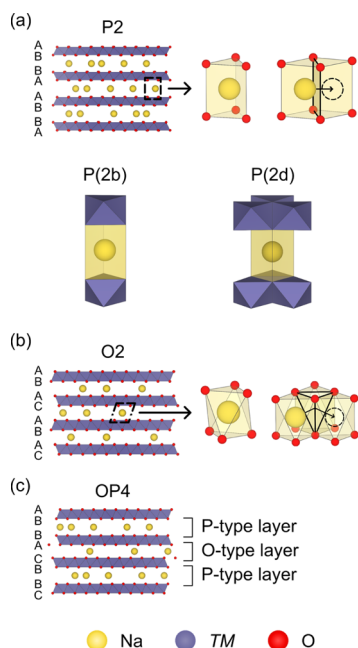 (a)
P2
A
B
B
A
A
B
B
A
P(2b)
P(2d)
(b)
O2
A
B
A
C
A
B
A
C
(c)
OP4
A
B
B
A
C
B
B
C
P-type layer
O-type layer
P-type layer
Na TM O